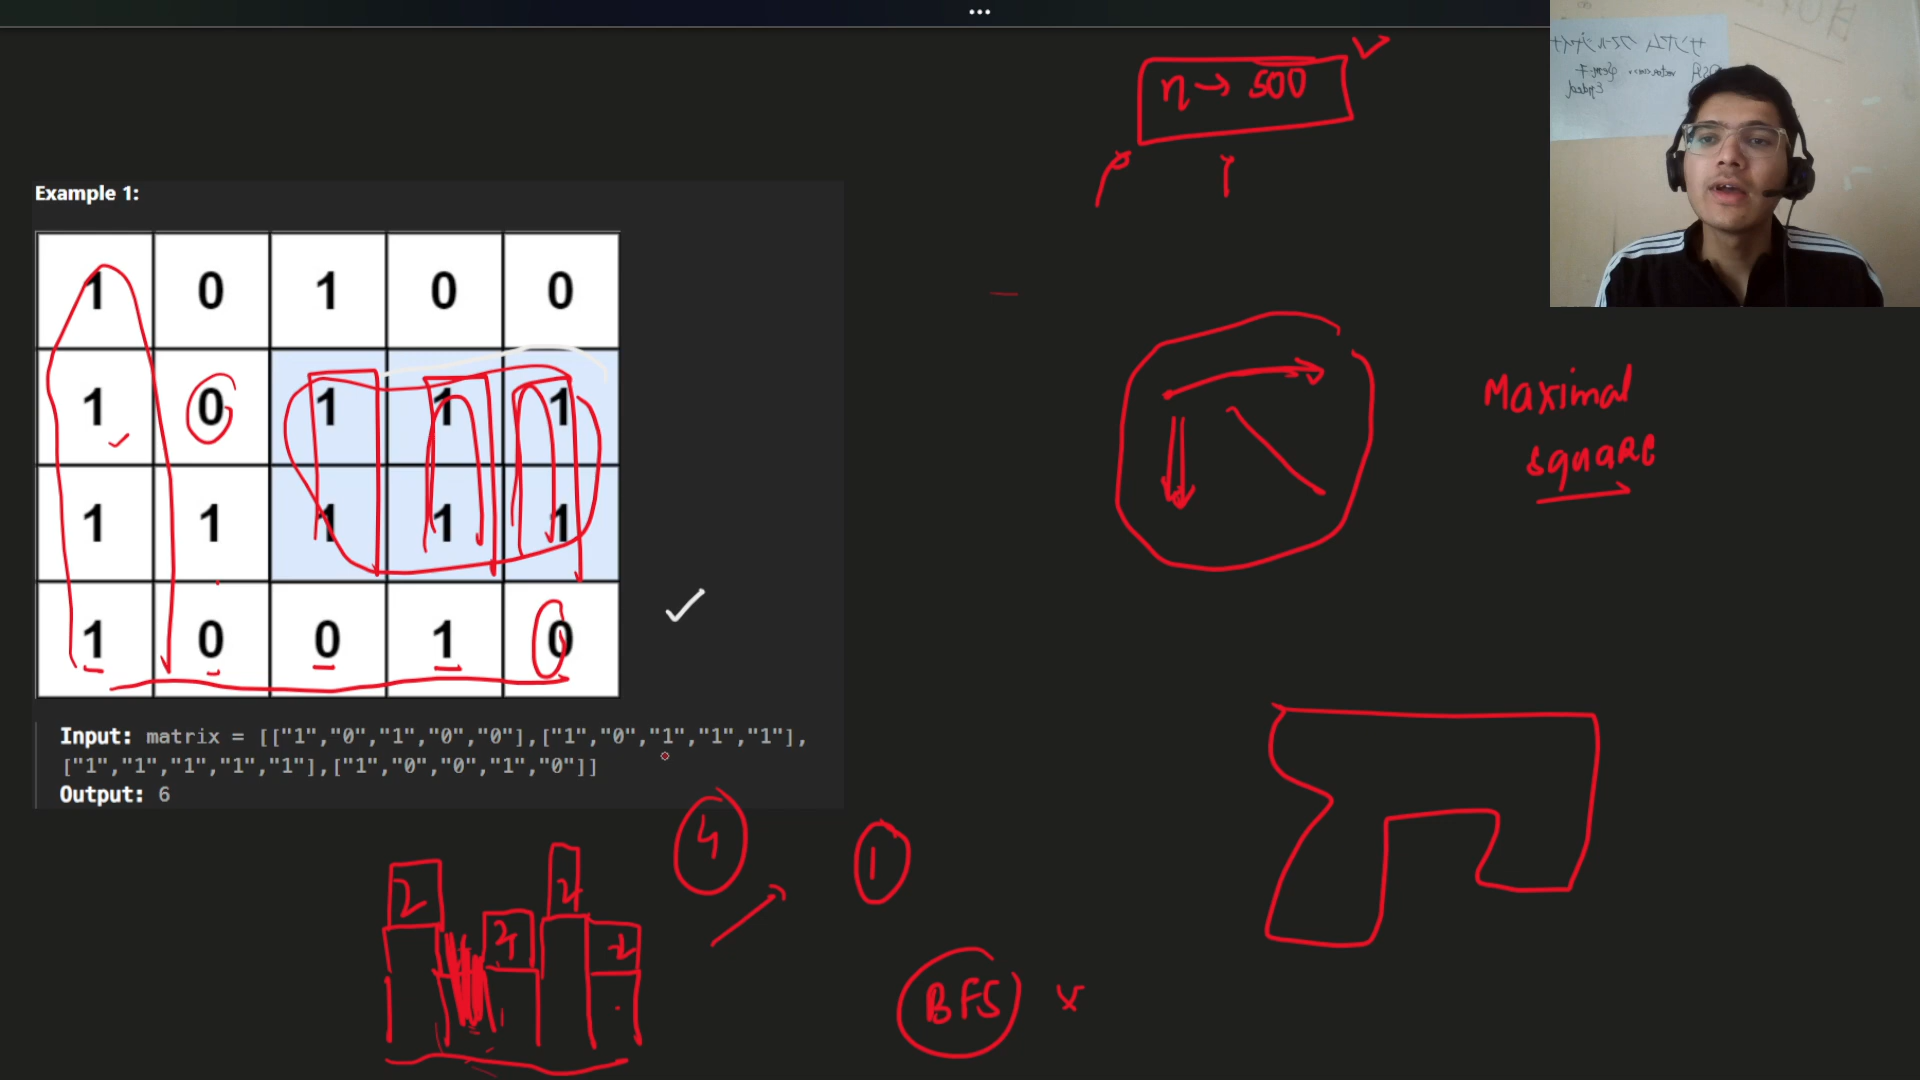 ...
n → 500
Example 1:
1 0 1 0 0
1 0 1 1 1
1 1 1 1 1
1 0 0 1 0
Maximal
square
Input: matrix = [["1","0","1","0","0"],["1","0","1","1","1"],
["1","1","1","1","1"],["1","0","0","1","0"]]
Output: 6
4
1
2
BFS x